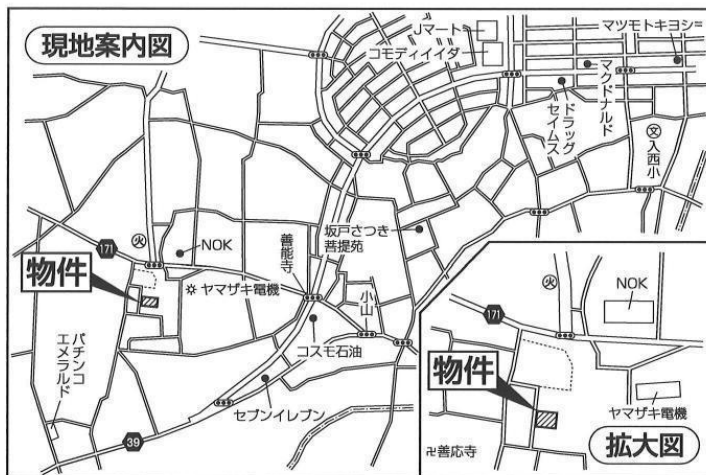 現地案内図
Jマート
コモディイイダ
マツモトキヨシ
マクドナルド
ドラッグ
セイムス
文
入西小
坂戸さつき
菩提苑
171
火
NOK
善能寺
物件
ヤマザキ電機
小山
コスモ石油
パチンコ
エメラルド
セブンイレブン
39
火
NOK
171
物件
ヤマザキ電機
卍善応寺
拡大図